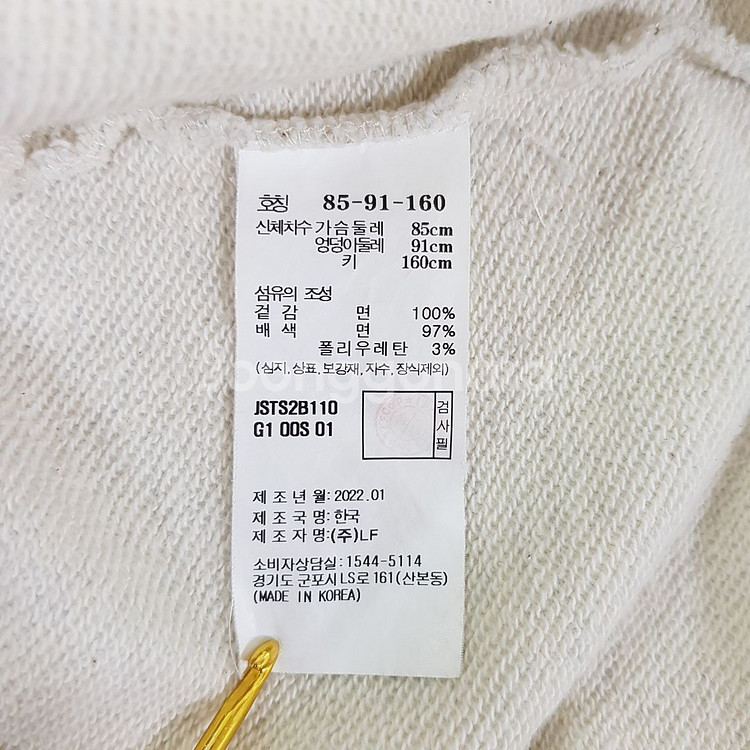 호칭 85-91-160
신체치수 가슴둘레 85cm
엉덩이둘레 91cm
키 160cm
섬유의 조성
겉감 면 100%
배색 면 97%
폴리우레탄 3%
(심지,상표,보강재,자수,장식제외)
JSTS2B110
G1 00S 01
검사필
제조년월:2022.01
제조국명:한국
제조자명:(주)LF
소비자상담실:1544-5114
경기도 군포시 LS로 161(산본동)
(MADE IN KOREA)